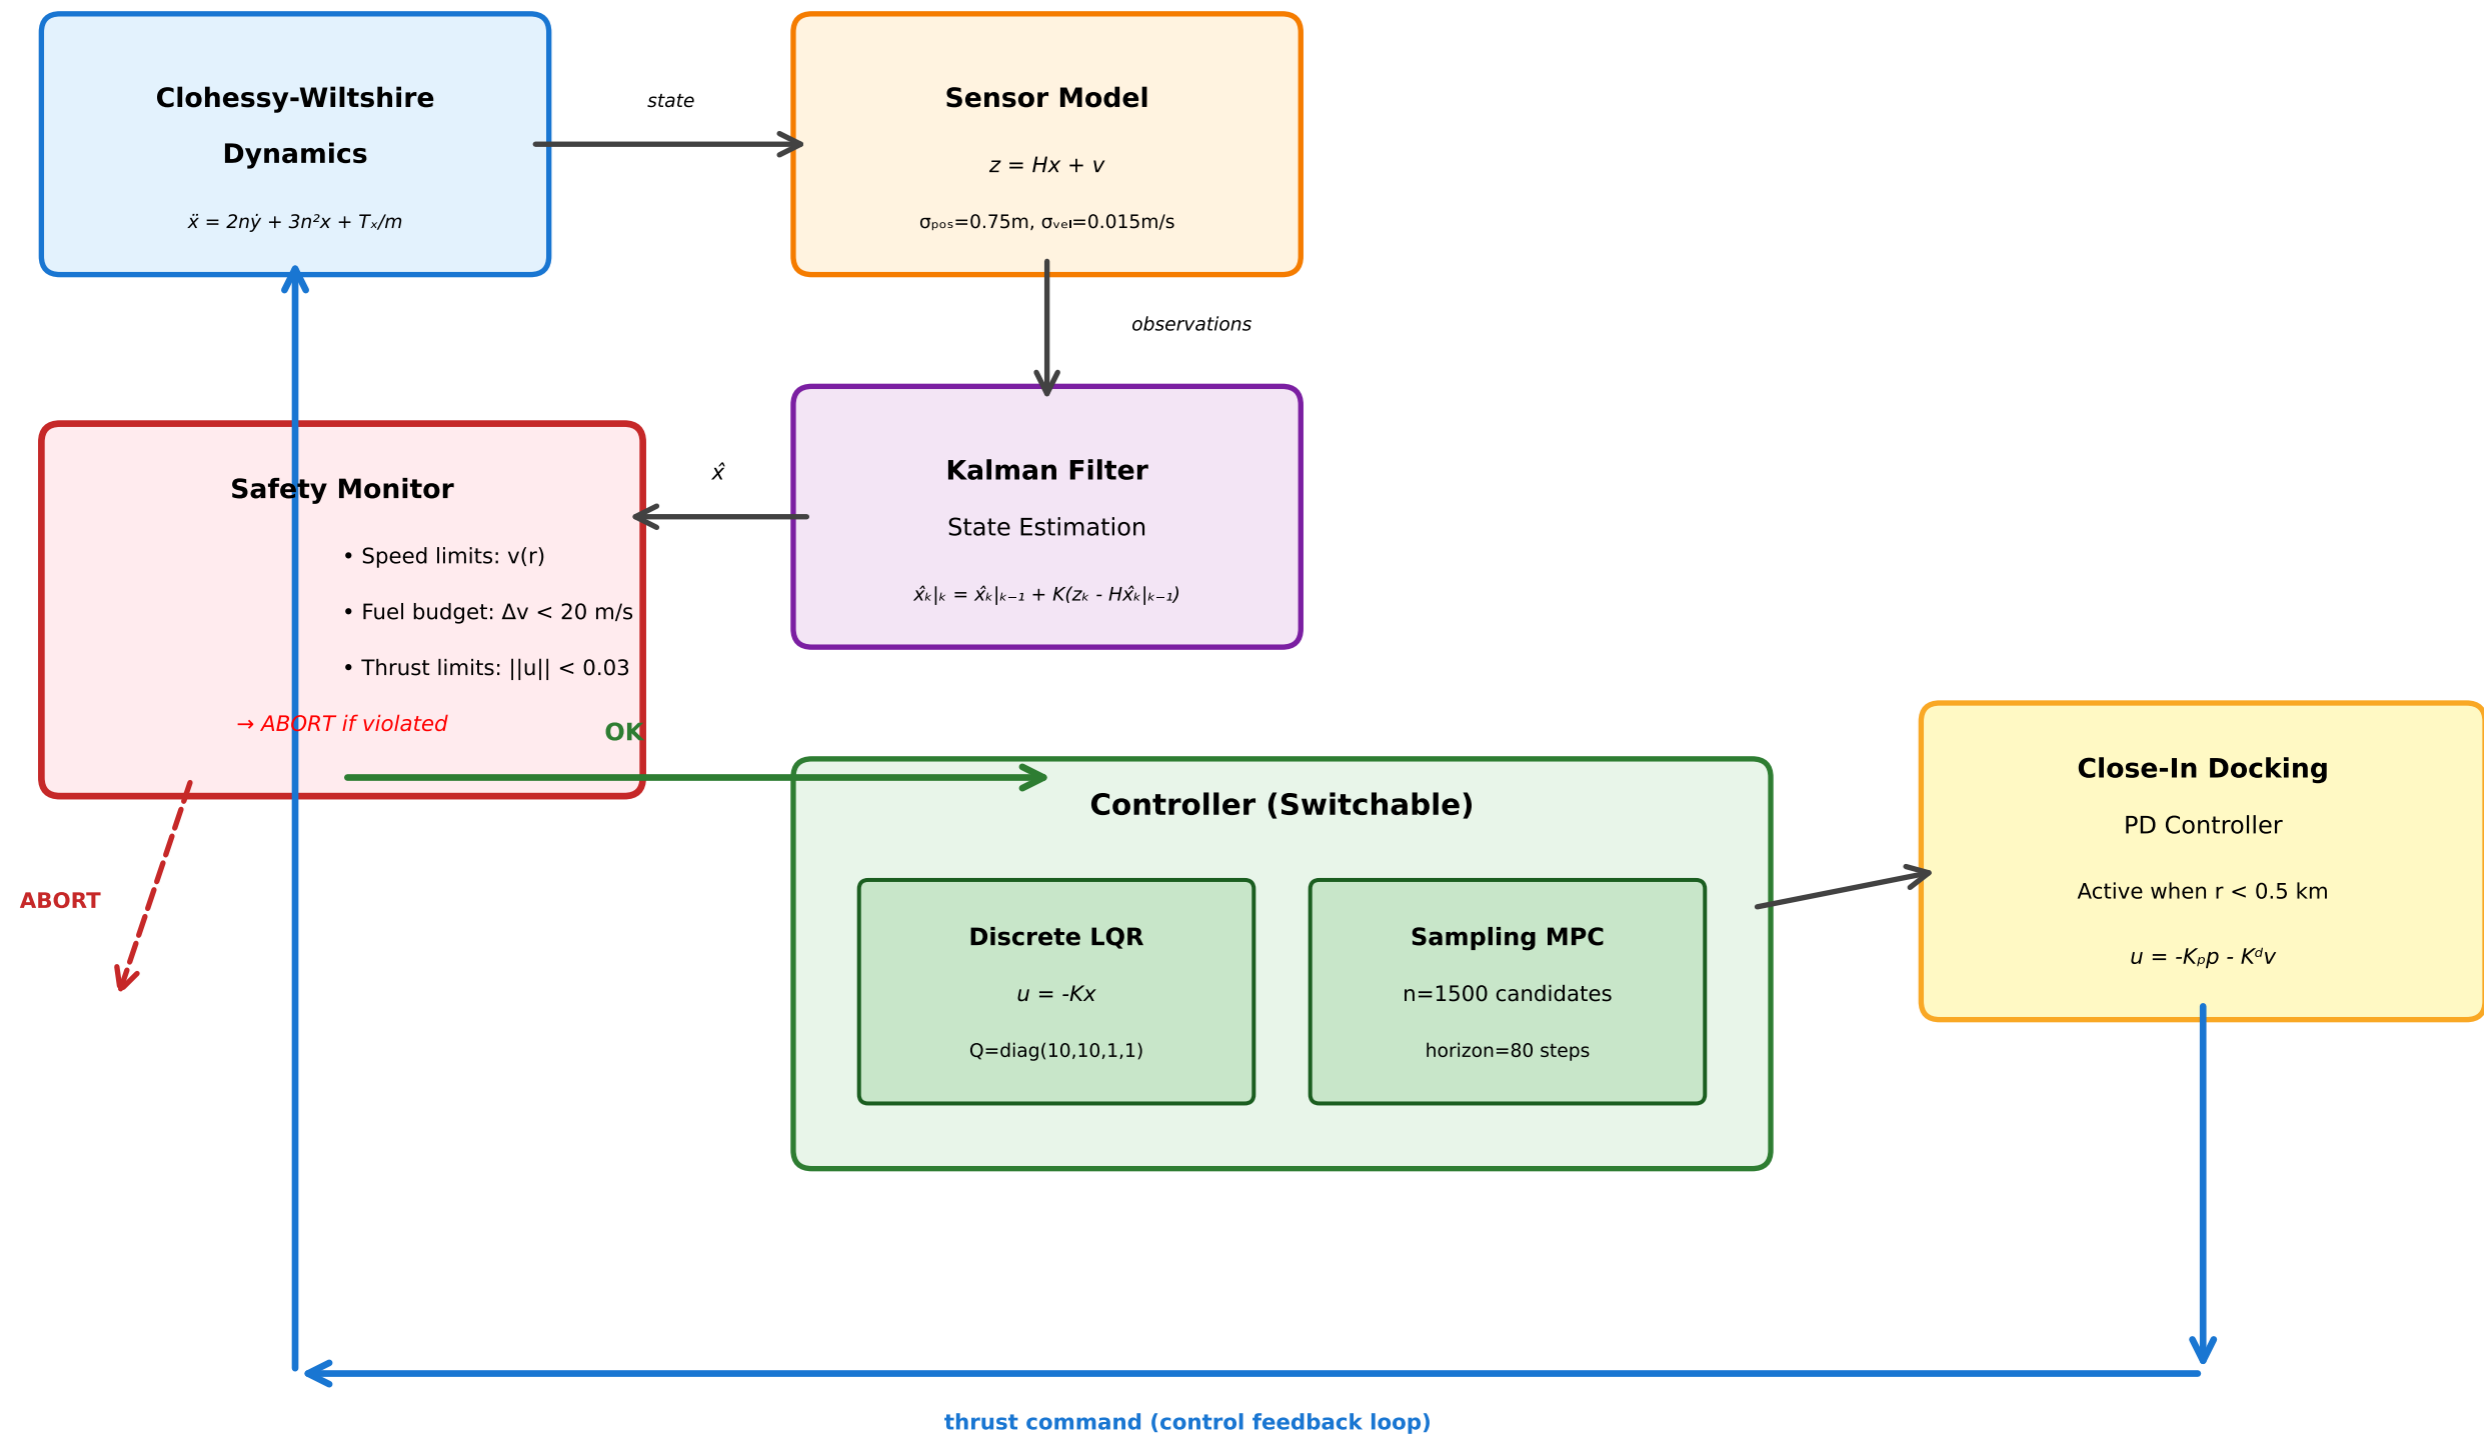 Clohessy-Wiltshire
Dynamics
ẍ = 2nẏ + 3n²x + Tₓ/m
state
Sensor Model
z = Hx + v
σₚₒₛ=0.75m, σᵥₑₗ=0.015m/s
observations
Kalman Filter
State Estimation
x̂ₖ|ₖ = x̂ₖ|ₖ₋₁ + K(zₖ - Hx̂ₖ|ₖ₋₁)
x̂
Safety Monitor
• Speed limits: v(r)
• Fuel budget: Δv < 20 m/s
• Thrust limits: ||u|| < 0.03
→ ABORT if violated
OK
ABORT
Controller (Switchable)
Discrete LQR
u = -Kx
Q=diag(10,10,1,1)
Sampling MPC
n=1500 candidates
horizon=80 steps
Close-In Docking
PD Controller
Active when r < 0.5 km
u = -Kₚp - Kᵈv
thrust command (control feedback loop)